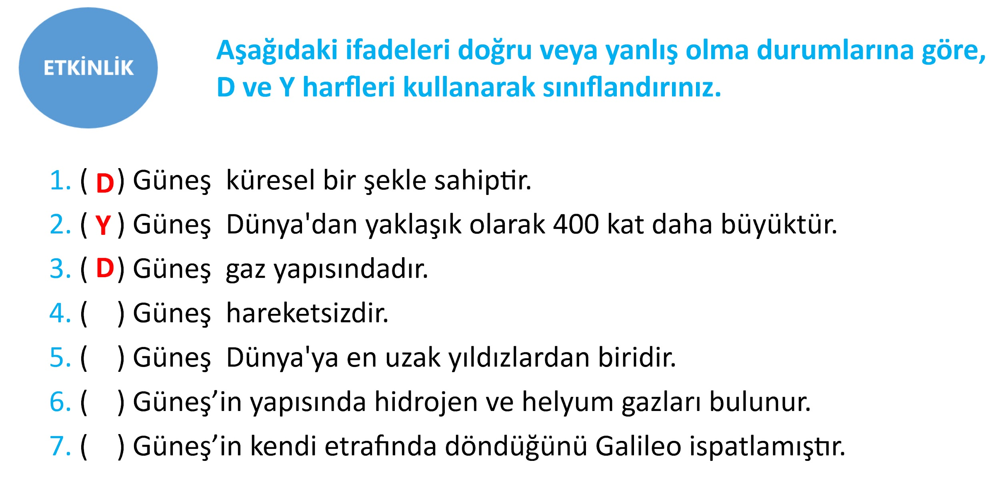 ETKİNLİK
Aşağıdaki ifadeleri doğru veya yanlış olma durumlarına göre,
D ve Y harfleri kullanarak sınıflandırınız.
1. ( D ) Güneş küresel bir şekle sahiptir.
2. ( Y ) Güneş Dünya'dan yaklaşık olarak 400 kat daha büyüktür.
3. ( D ) Güneş gaz yapısındadır.
4. ( ) Güneş hareketsizdir.
5. ( ) Güneş Dünya'ya en uzak yıldızlardan biridir.
6. ( ) Güneş’in yapısında hidrojen ve helyum gazları bulunur.
7. ( ) Güneş’in kendi etrafında döndüğünü Galileo ispatlamıştır.